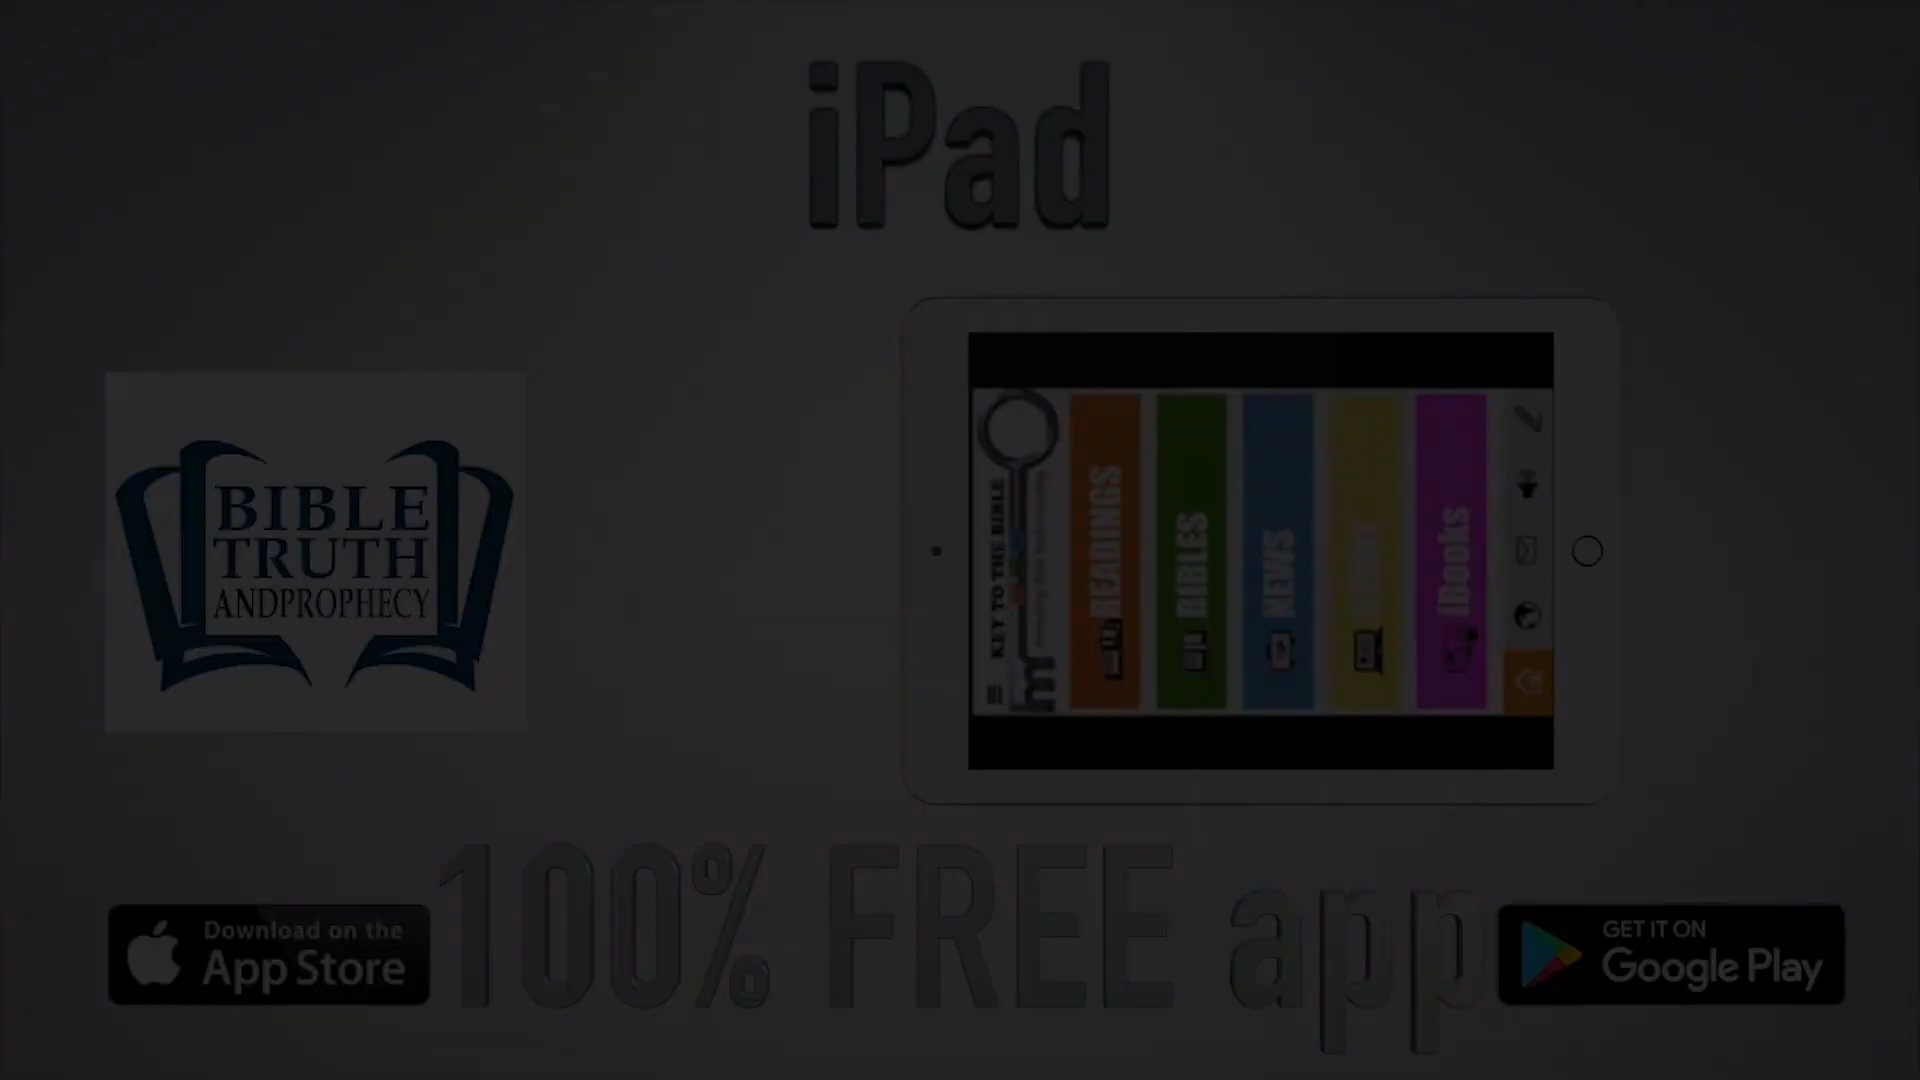 iPad
BIBLE
TRUTH
ANDPROPHECY
KEY TO THE BIBLE
READINGS
BIBLES
NEWS
iBooks
100% FREE app
Download on the
App Store
GET IT ON
Google Play